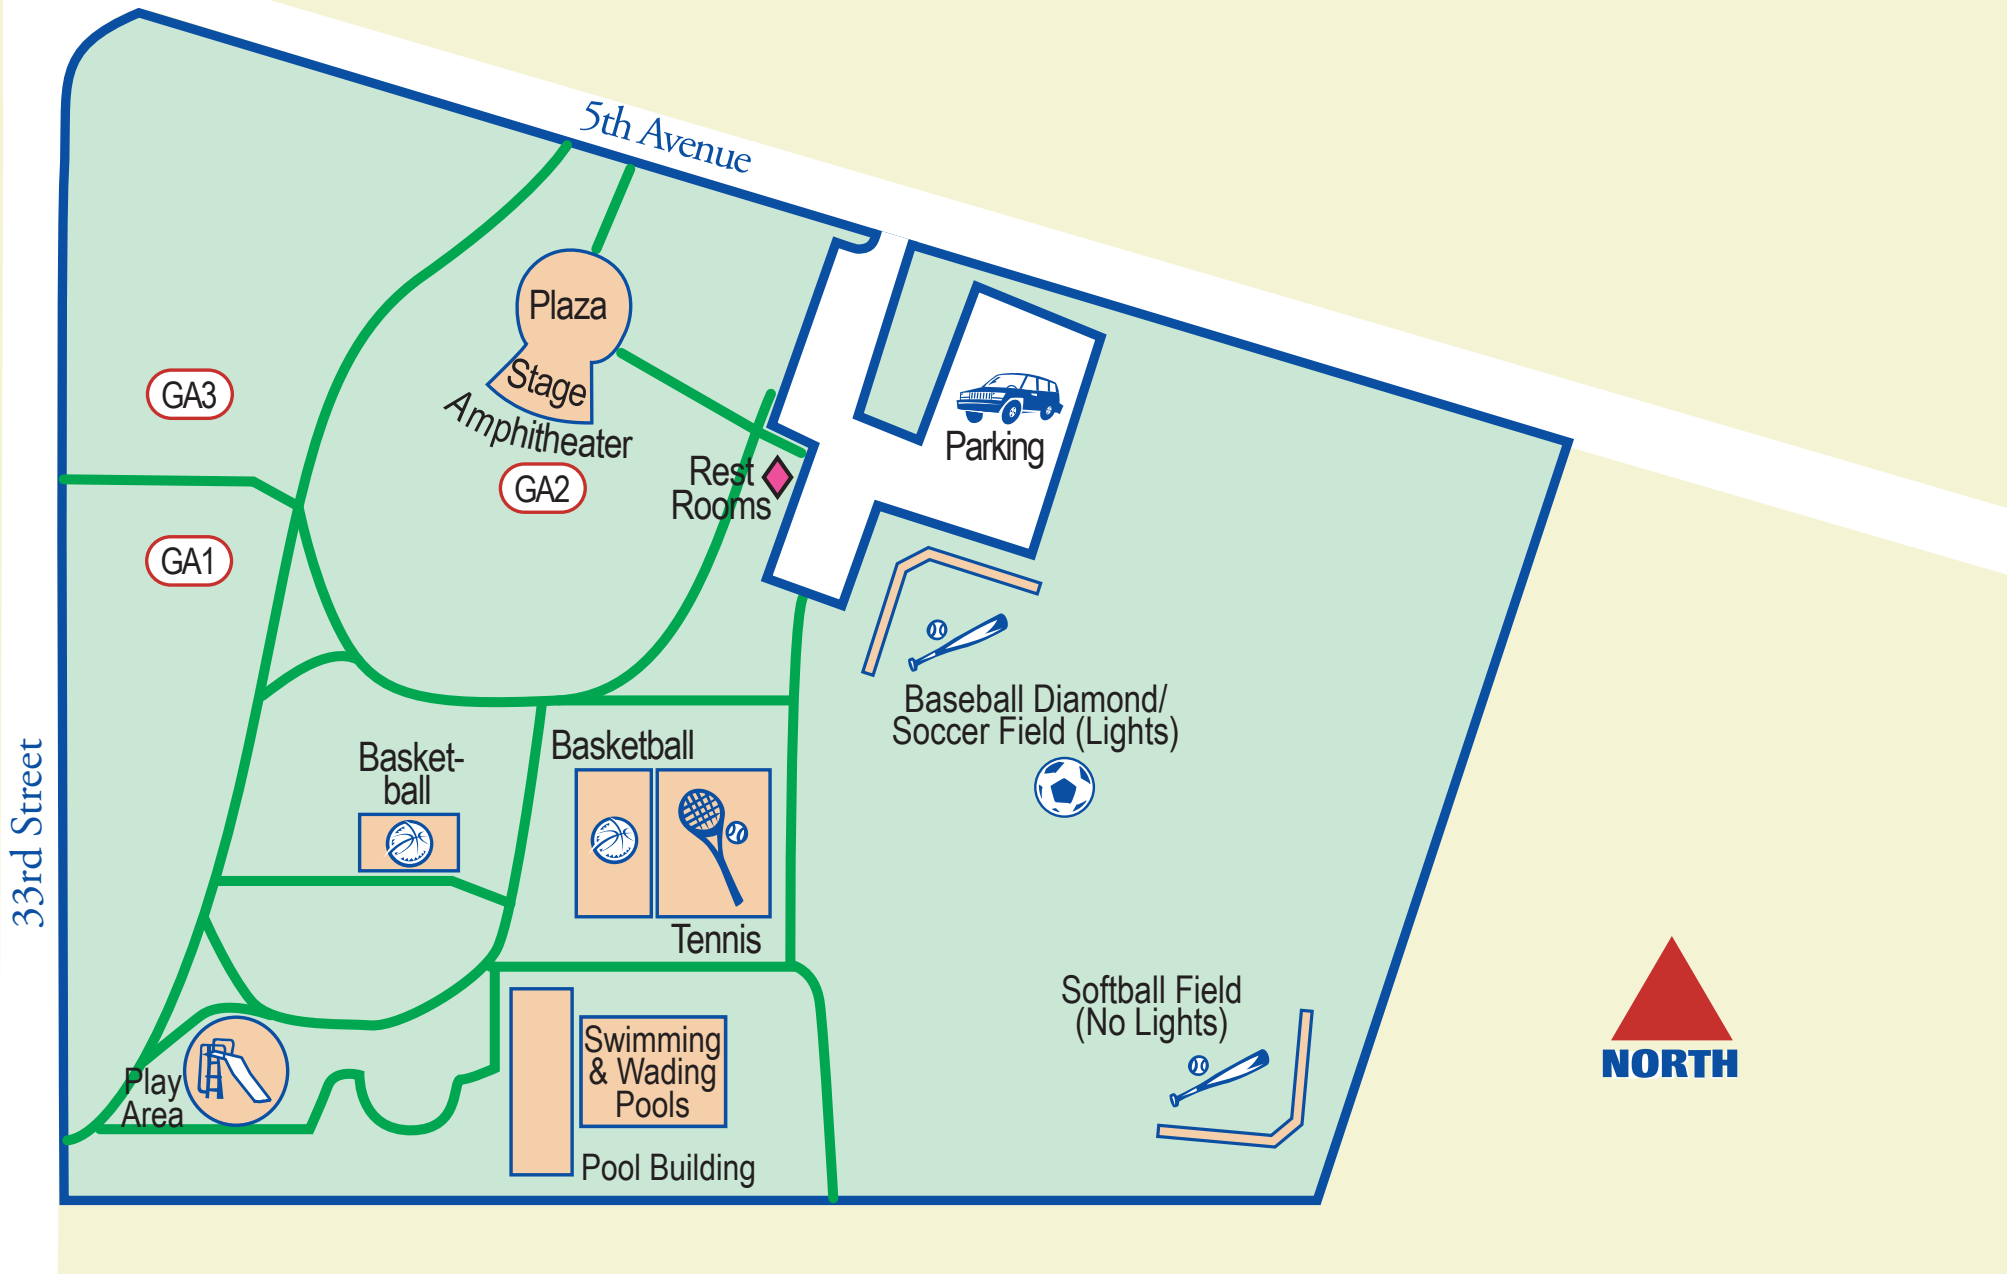 5th Avenue
Plaza
Stage
Amphitheater
GA3
GA2
Rest
Rooms
Parking
GA1
Baseball Diamond/
Soccer Field (Lights)
Basket-
ball
Basketball
33rd Street
Tennis
Softball Field
(No Lights)
Swimming
& Wading
Pools
Play
Area
Pool Building
NORTH